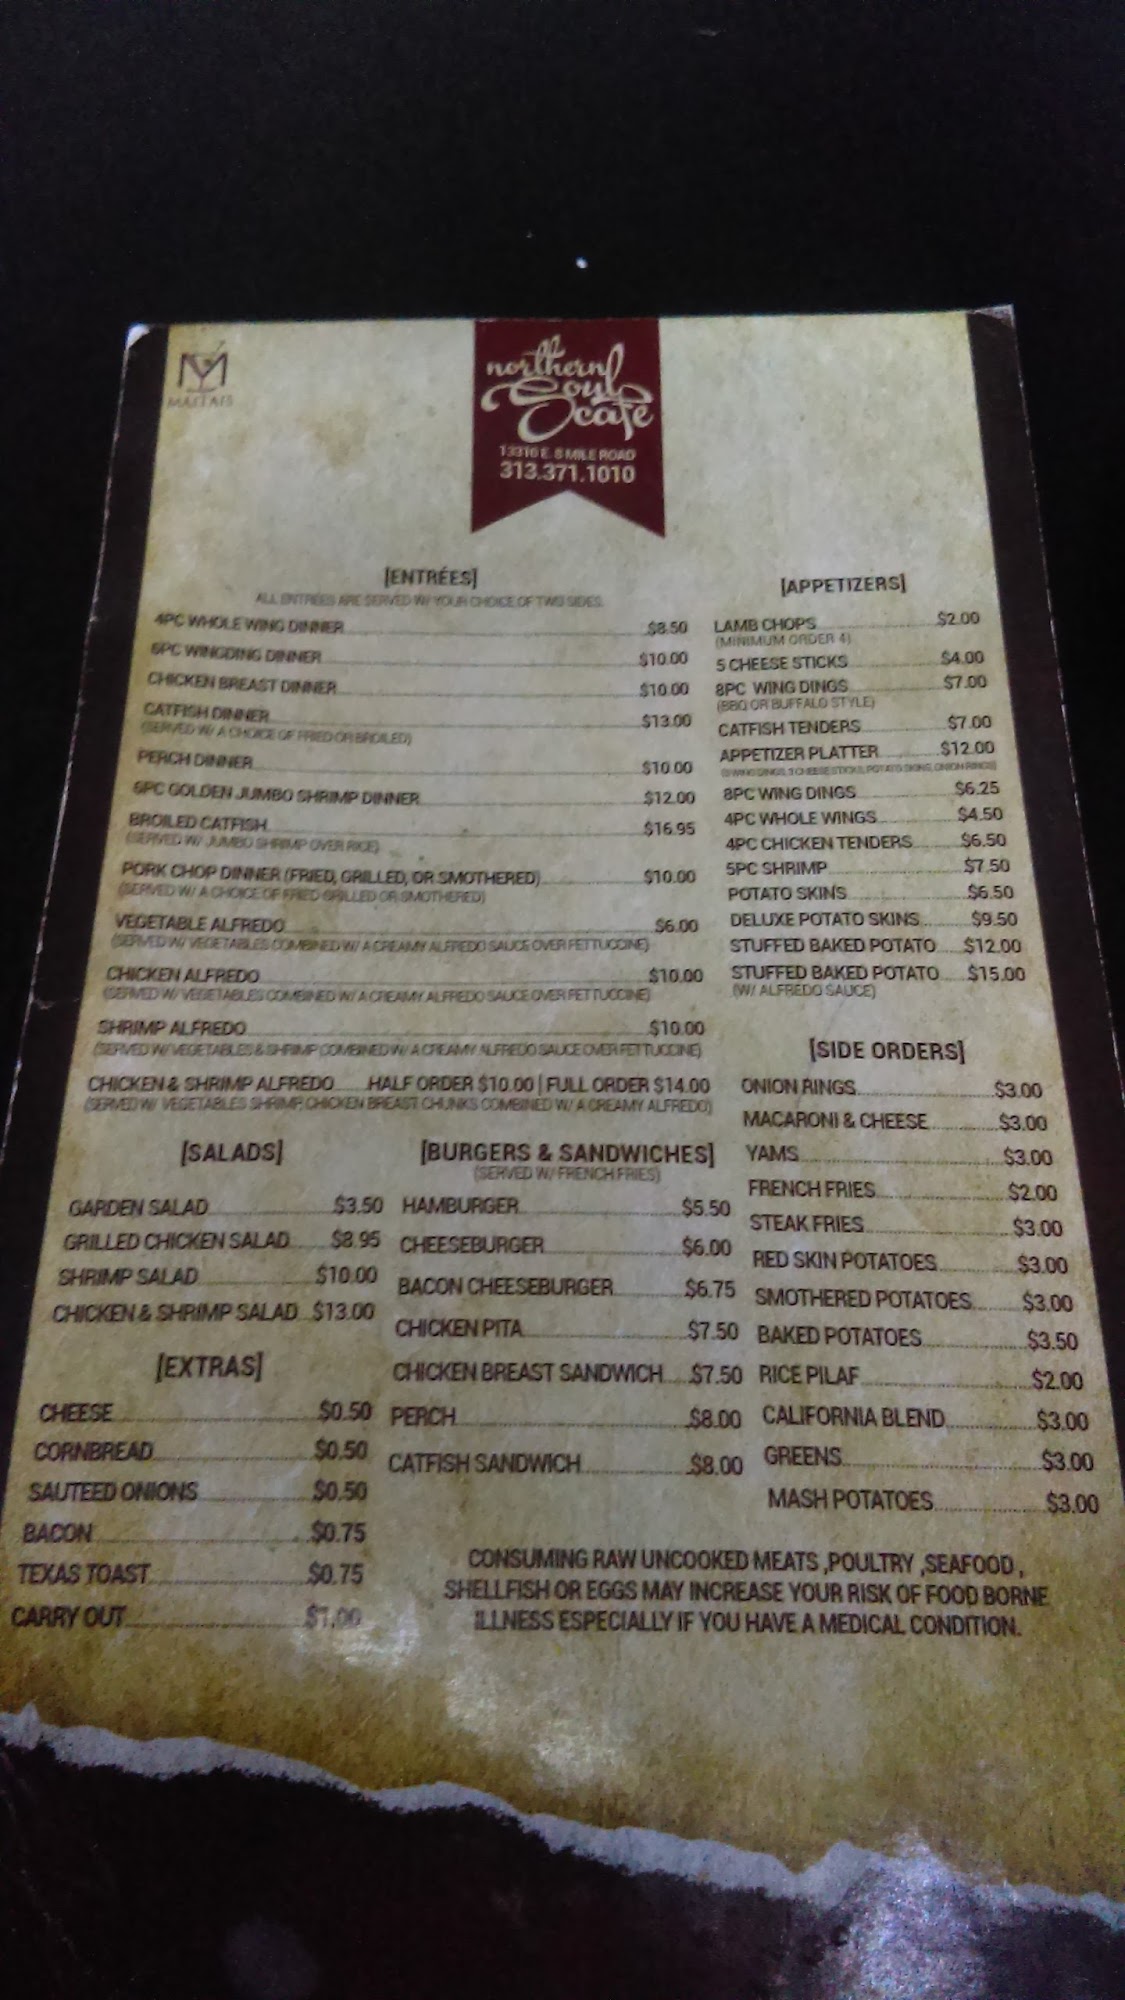 MAITAIS
northern
Soul
cafe
13316 E. 8 MILE ROAD
313.371.1010
[ENTRÉES]
ALL ENTREES ARE SERVED W/ YOUR CHOICE OF TWO SIDES.
4PC WHOLE WING DINNER $8.50
6PC WINGDING DINNER $10.00
CHICKEN BREAST DINNER $10.00
CATFISH DINNER $13.00
(SERVED W/ A CHOICE OF FRIED OR BROILED)
PERCH DINNER $10.00
6PC GOLDEN JUMBO SHRIMP DINNER $12.00
BROILED CATFISH $16.95
(SERVED W/ JUMBO SHRIMP OVER RICE)
PORK CHOP DINNER (FRIED, GRILLED, OR SMOTHERED) $10.00
(SERVED W/ A CHOICE OF FRIED GRILLED OR SMOTHERED)
VEGETABLE ALFREDO $6.00
(SERVED W/ VEGETABLES COMBINED W/ A CREAMY ALFREDO SAUCE OVER FETTUCCINE)
CHICKEN ALFREDO $10.00
(SERVED W/ VEGETABLES COMBINED W/ A CREAMY ALFREDO SAUCE OVER FETTUCCINE)
SHRIMP ALFREDO $10.00
(SERVED W/ VEGETABLES & SHRIMP COMBINED W/ A CREAMY ALFREDO SAUCE OVER FETTUCCINE)
CHICKEN & SHRIMP ALFREDO HALF ORDER $10.00 | FULL ORDER $14.00
(SERVED W/ VEGETABLES SHRIMP, CHICKEN BREAST CHUNKS COMBINED W/ A CREAMY ALFREDO)
[APPETIZERS]
LAMB CHOPS $2.00
(MINIMUM ORDER 4)
5 CHEESE STICKS $4.00
8PC WING DINGS $7.00
(BBQ OR BUFFALO STYLE)
CATFISH TENDERS $7.00
APPETIZER PLATTER $12.00
WING DINGS, 3 CHEESE STICKS, POTATO SKINS, ONION RINGS)
8PC WING DINGS $6.25
4PC WHOLE WINGS $4.50
4PC CHICKEN TENDERS $6.50
5PC SHRIMP $7.50
POTATO SKINS $6.50
DELUXE POTATO SKINS $9.50
STUFFED BAKED POTATO $12.00
STUFFED BAKED POTATO $15.00
(W/ ALFREDO SAUCE)
[SIDE ORDERS]
ONION RINGS $3.00
MACARONI & CHEESE $3.00
YAMS $3.00
FRENCH FRIES $2.00
STEAK FRIES $3.00
RED SKIN POTATOES $3.00
SMOTHERED POTATOES $3.00
BAKED POTATOES $3.50
RICE PILAF $2.00
CALIFORNIA BLEND $3.00
GREENS $3.00
MASH POTATOES $3.00
[SALADS]
GARDEN SALAD $3.50
GRILLED CHICKEN SALAD $8.95
SHRIMP SALAD $10.00
CHICKEN & SHRIMP SALAD $13.00
[EXTRAS]
CHEESE $0.50
CORNBREAD $0.50
SAUTEED ONIONS $0.50
BACON $0.75
TEXAS TOAST $0.75
CARRY OUT $1.00
[BURGERS & SANDWICHES]
(SERVED W/ FRENCH FRIES)
HAMBURGER $5.50
CHEESEBURGER $6.00
BACON CHEESEBURGER $6.75
CHICKEN PITA $7.50
CHICKEN BREAST SANDWICH $7.50
PERCH $8.00
CATFISH SANDWICH $8.00
CONSUMING RAW UNCOOKED MEATS ,POULTRY ,SEAFOOD ,
SHELLFISH OR EGGS MAY INCREASE YOUR RISK OF FOOD BORNE
ILLNESS ESPECIALLY IF YOU HAVE A MEDICAL CONDITION.